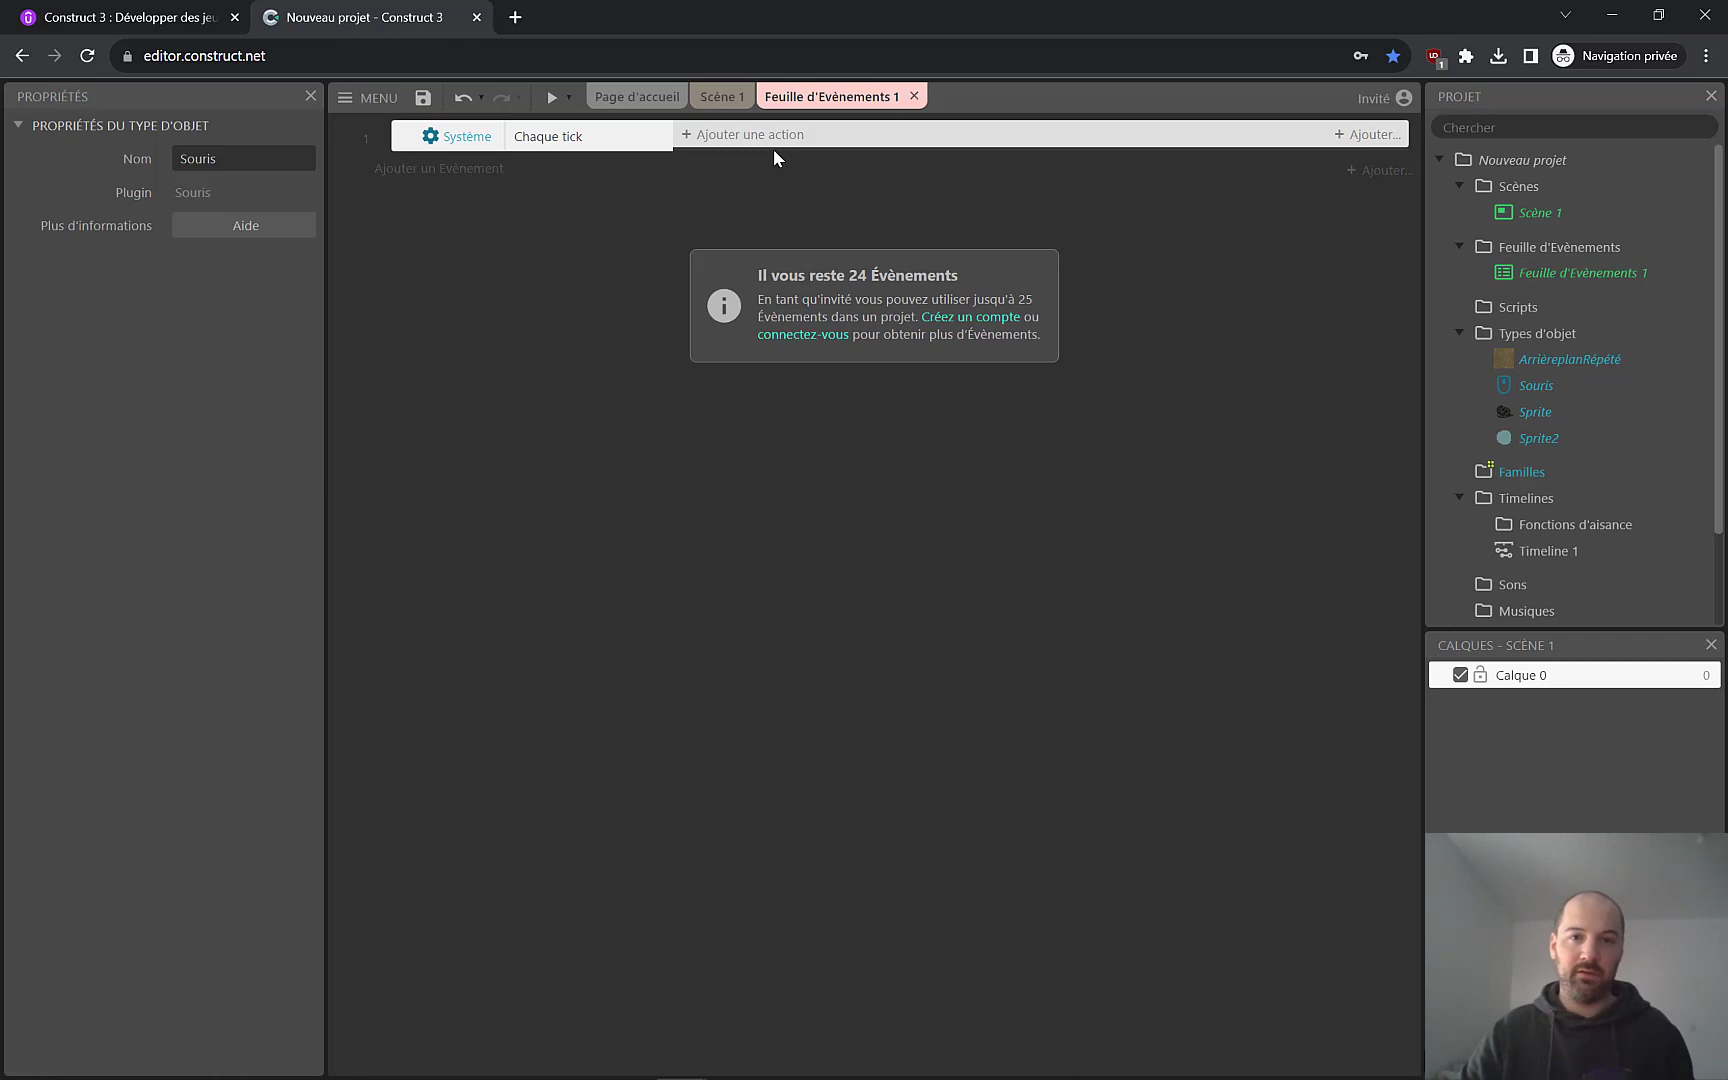 Construct 3 : Développer des jeu
Nouveau projet - Construct 3
editor.construct.net
1
Navigation privée
PROPRIÉTÉS
PROPRIÉTÉS DU TYPE D'OBJET
Nom
Souris
Plugin
Souris
Plus d'informations
Aide
MENU
Page d'accueil
Scène 1
Feuille d'Evènements 1
Invité
1
Système
Chaque tick
+ Ajouter une action
+ Ajouter...
Ajouter un Evènement
+ Ajouter...
Il vous reste 24 Évènements
En tant qu'invité vous pouvez utiliser jusqu'à 25
Évènements dans un projet. Créez un compte ou
connectez-vous pour obtenir plus d'Évènements.
PROJET
Chercher
Nouveau projet
Scènes
Scène 1
Feuille d'Evènements
Feuille d'Evènements 1
Scripts
Types d'objet
ArrièreplanRépété
Souris
Sprite
Sprite2
Familles
Timelines
Fonctions d'aisance
Timeline 1
Sons
Musiques
CALQUES - SCÈNE 1
Calque 0
0